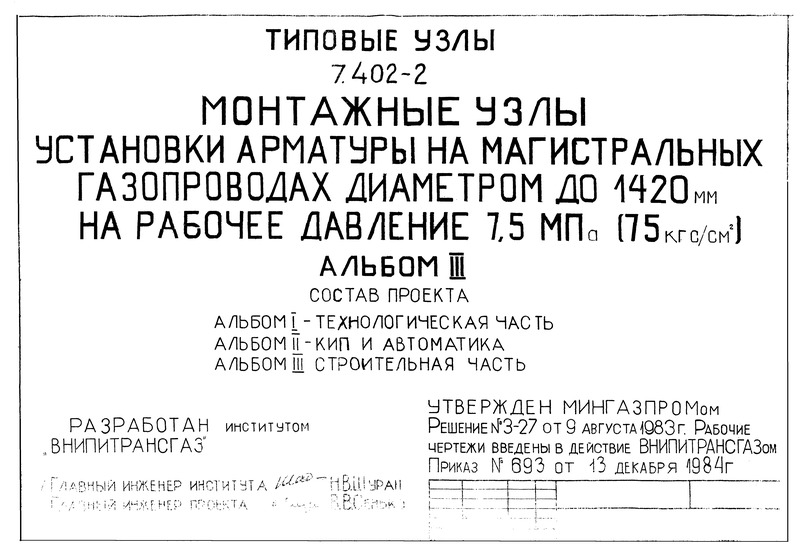 ТИПОВЫЕ УЗЛЫ
7.402-2
МОНТАЖНЫЕ УЗЛЫ
УСТАНОВКИ АРМАТУРЫ НА МАГИСТРАЛЬНЫХ
ГАЗОПРОВОДАХ ДИАМЕТРОМ ДО 1420 мм
НА РАБОЧЕЕ ДАВЛЕНИЕ 7,5 МПа (75 кгс/см²)
АЛЬБОМ III
СОСТАВ ПРОЕКТА
АЛЬБОМ I - ТЕХНОЛОГИЧЕСКАЯ ЧАСТЬ
АЛЬБОМ II - КИП И АВТОМАТИКА
АЛЬБОМ III СТРОИТЕЛЬНАЯ ЧАСТЬ
РАЗРАБОТАН ИНСТИТУТОМ
„ВНИПИТРАНСГАЗ"
ГЛАВНЫЙ ИНЖЕНЕР ИНСТИТУТА Н.В.ШУРАН
ГЛАВНЫЙ ИНЖЕНЕР ПРОЕКТА
УТВЕРЖДЕН МИНГАЗПРОМом
РЕШЕНИЕ №3-27 ОТ 9 АВГУСТА 1983г. РАБОЧИЕ
ЧЕРТЕЖИ ВВЕДЕНЫ В ДЕЙСТВИЕ ВНИПИТРАНСГАЗом
ПРИКАЗ № 693 ОТ 13 ДЕКАБРЯ 1984г